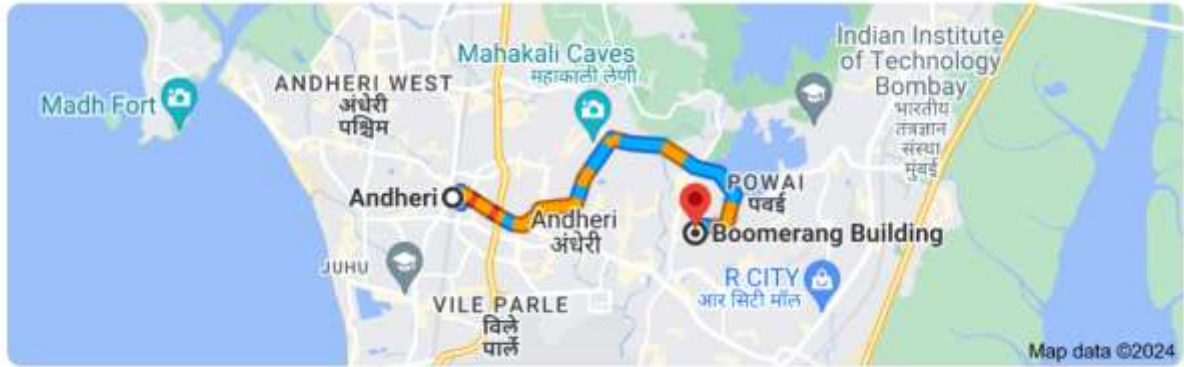 Madh Fort
ANDHERI WEST
अंधेरी
पश्चिम
Mahakali Caves
महाकाली लेणी
Indian Institute
of Technology
Bombay
भारतीय
तंत्रज्ञान
संस्था
मुंबई
Andheri
Andheri
अंधेरी
POWAI
पवई
Boomerang Building
JUHU
VILE PARLE
विले
पार्ले
R CITY
आर सिटी मॉल
Map data ©2024